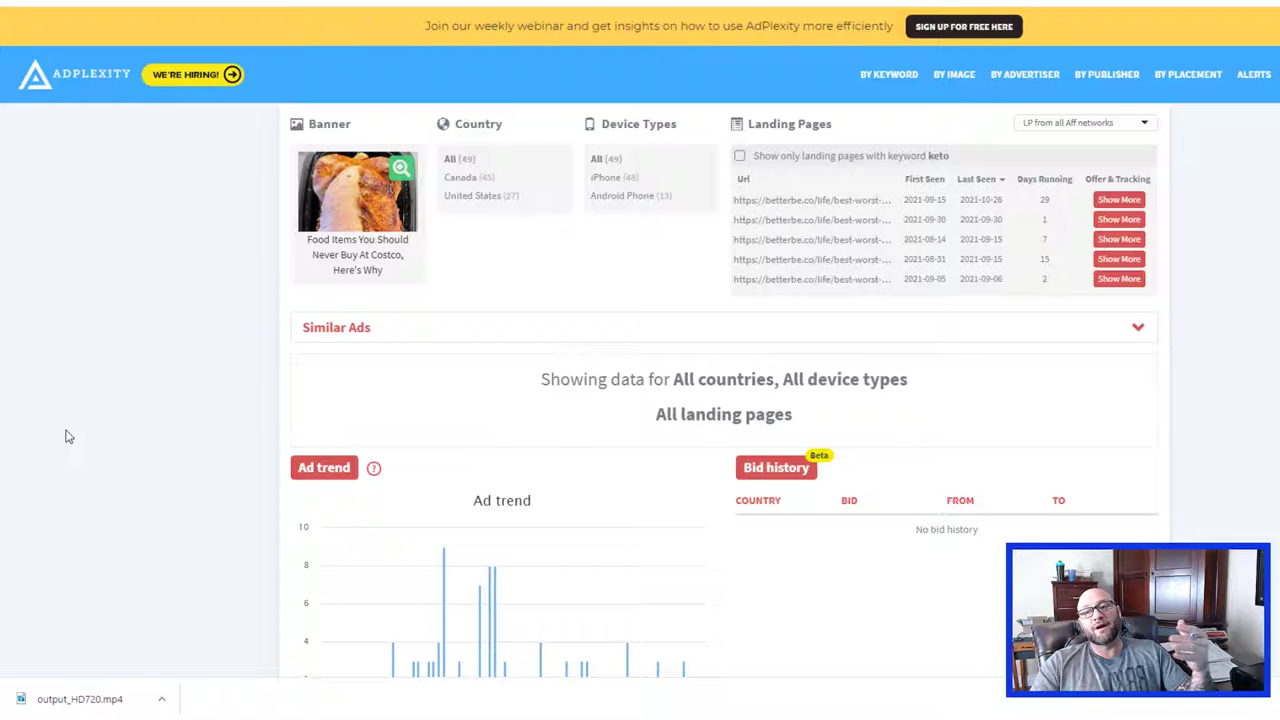 Join our weekly webinar and get insights on how to use AdPlexity more efficiently
SIGN UP FOR FREE HERE
ADPLEXITY
WE'RE HIRING!
BY KEYWORD
BY IMAGE
BY ADVERTISER
BY PUBLISHER
BY PLACEMENT
ALERTS
Banner
Country
Device Types
Landing Pages
LP from all Aff networks
Food Items You Should
Never Buy At Costco,
Here's Why
All (49)
Canada (45)
United States (27)
All (49)
iPhone (48)
Android Phone (13)
Show only landing pages with keyword keto
Url First Seen Last Seen Days Running Offer & Tracking
https://betterbe.co/life/best-worst-... 2021-09-15 2021-10-26 29 Show More
https://betterbe.co/life/best-worst-... 2021-09-30 2021-09-30 1 Show More
https://betterbe.co/life/best-worst-... 2021-08-14 2021-09-15 7 Show More
https://betterbe.co/life/best-worst-... 2021-08-31 2021-09-15 15 Show More
https://betterbe.co/life/best-worst-... 2021-09-05 2021-09-06 2 Show More
Similar Ads
Showing data for All countries, All device types
All landing pages
Ad trend ?
Ad trend
10
8
6
4
Bid history
Beta
COUNTRY BID FROM TO
No bid history
output_HD720.mp4